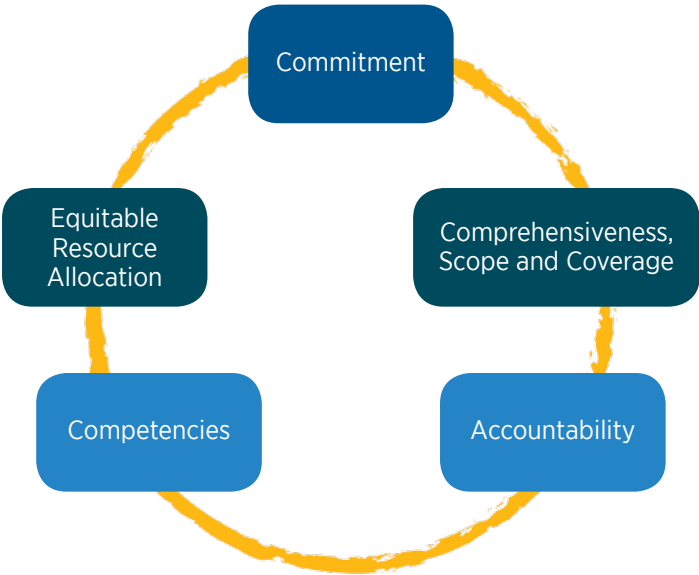 Commitment
Equitable
Resource
Allocation
Comprehensiveness,
Scope and Coverage
Competencies
Accountability